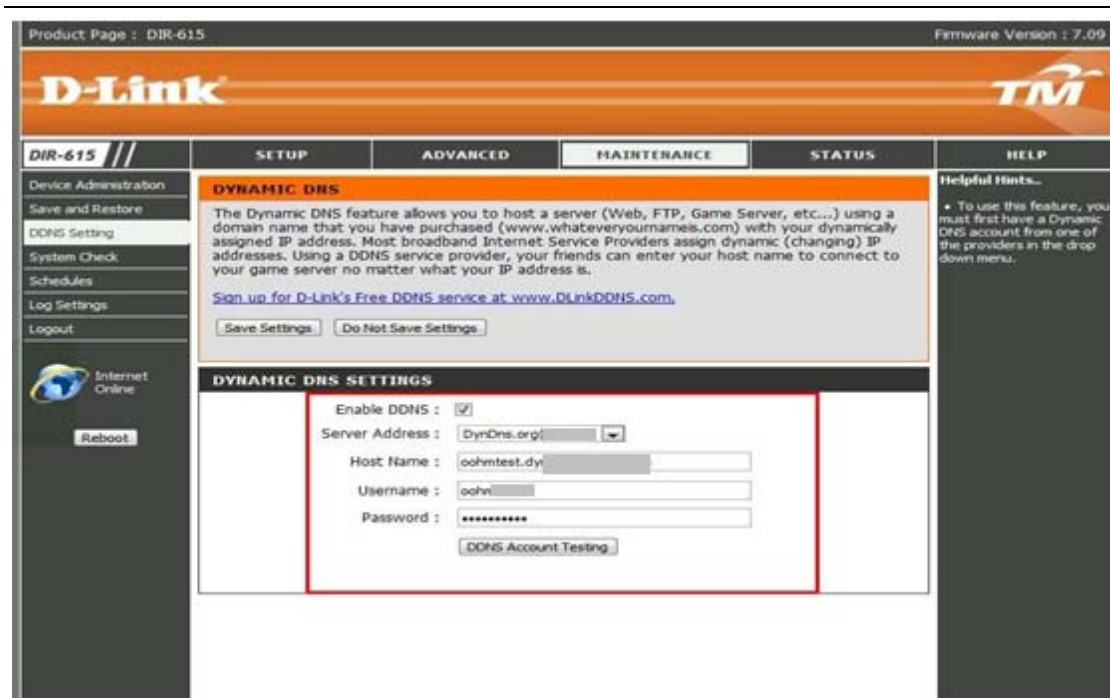 Product Page : DIR-615
Firmware Version : 7.09
D-Link
TM
DIR-615
SETUP
ADVANCED
MAINTENANCE
STATUS
HELP
Device Administration
Save and Restore
DDNS Setting
System Check
Schedules
Log Settings
Logout
Internet
Online
Reboot
DYNAMIC DNS
The Dynamic DNS feature allows you to host a server (Web, FTP, Game Server, etc...) using a
domain name that you have purchased (www.whateveryournameis.com) with your dynamically
assigned IP address. Most broadband Internet Service Providers assign dynamic (changing) IP
addresses. Using a DDNS service provider, your friends can enter your host name to connect to
your game server no matter what your IP address is.
Sign up for D-Link's Free DDNS service at www.DLinkDDNS.com.
Save Settings
Do Not Save Settings
DYNAMIC DNS SETTINGS
Enable DDNS :
Server Address : DynDns.org(
Host Name : oohmtest.dy
Username : oohm
Password : ••••••••••
DDNS Account Testing
Helpful Hints...
• To use this feature, you
must first have a Dynamic
DNS account from one of
the providers in the drop
down menu.